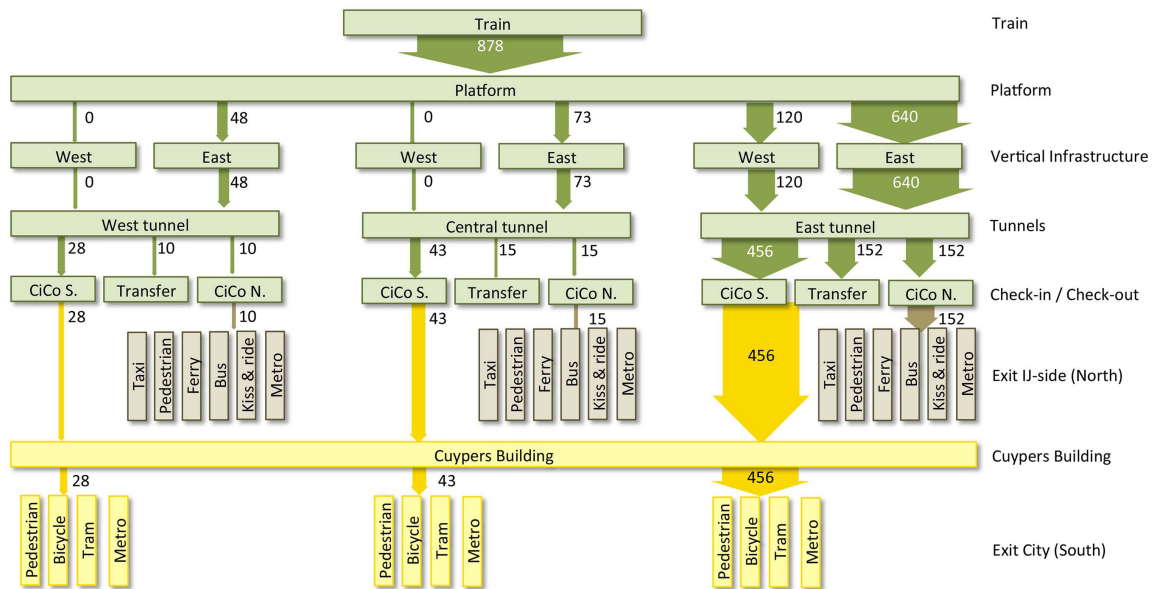 Train
Train
878
Platform
Platform
0
48
0
73
120
640
West
East
West
East
West
East
Vertical Infrastructure
0
48
0
73
120
640
West tunnel
Central tunnel
East tunnel
Tunnels
28
10
10
43
15
15
456
152
152
CiCo S.
Transfer
CiCo N.
CiCo S.
Transfer
CiCo N.
CiCo S.
Transfer
CiCo N.
Check-in / Check-out
28
10
43
15
456
152
Taxi
Pedestrian
Ferry
Bus
Kiss & ride
Metro
Taxi
Pedestrian
Ferry
Bus
Kiss & ride
Metro
Taxi
Pedestrian
Ferry
Bus
Kiss & ride
Metro
Exit IJ-side (North)
Cuypers Building
Cuypers Building
28
43
456
Pedestrian
Bicycle
Tram
Metro
Pedestrian
Bicycle
Tram
Metro
Pedestrian
Bicycle
Tram
Metro
Exit City (South)